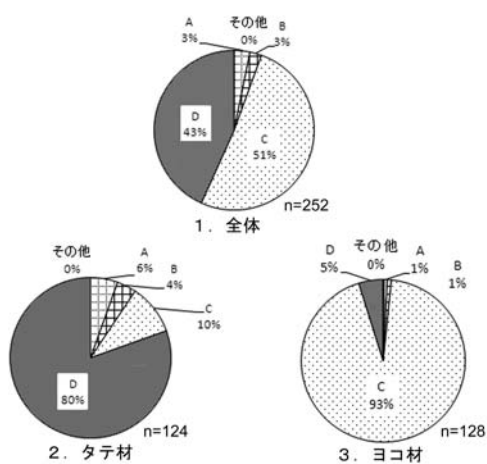 A
3%
その他
0%
B
3%
D
43%
C
51%
n=252
1．全体
その他
0%
A
6%
B
4%
C
10%
D
80%
n=124
2．タテ材
D
5%
その他
0%
A
1%
B
1%
C
93%
n=128
3．ヨコ材